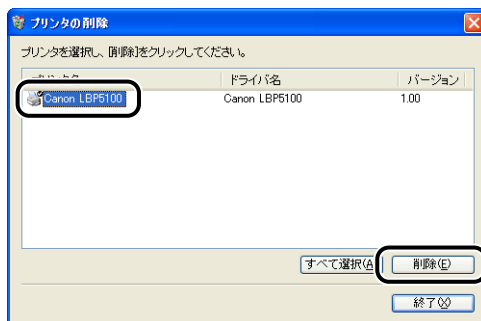 プリンタの削除
プリンタを選択し、[削除]をクリックしてください。
ドライバ名 バージョン
Canon LBP5100 Canon LBP5100 1.00
すべて選択(A 削除(E)
終了(X)